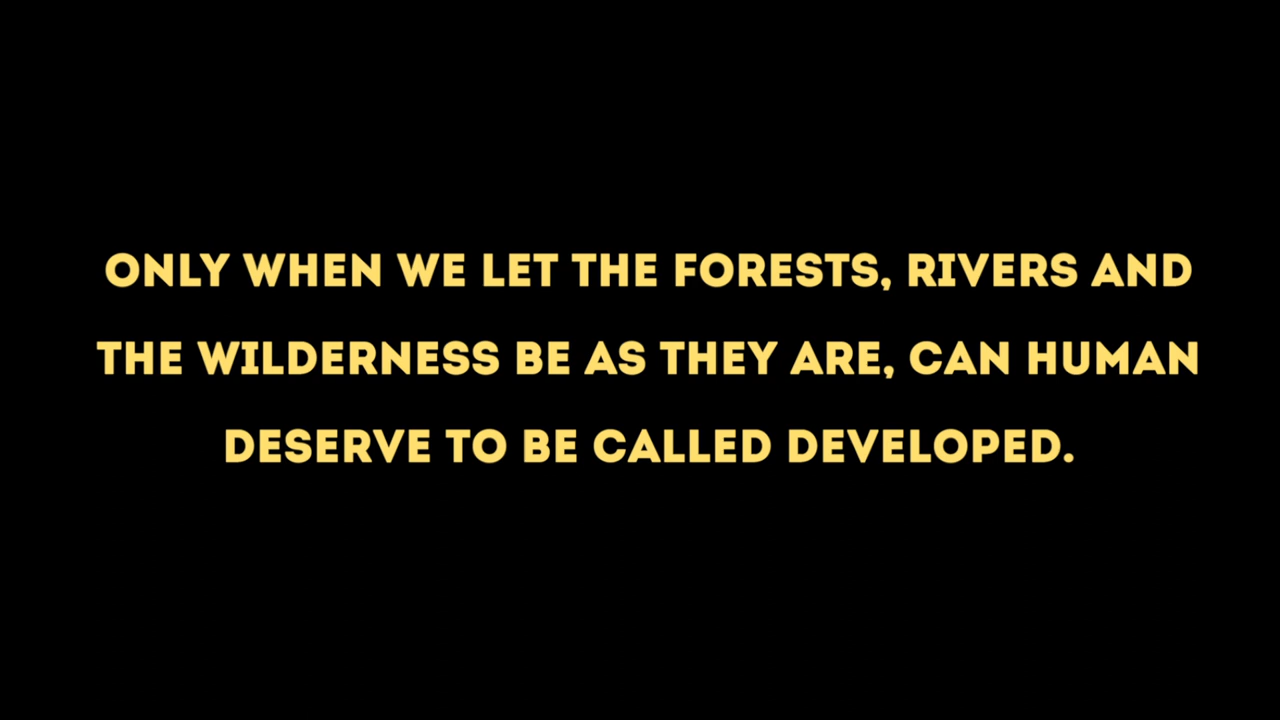 ONLY WHEN WE LET THE FORESTS, RIVERS AND
THE WILDERNESS BE AS THEY ARE, CAN HUMAN
DESERVE TO BE CALLED DEVELOPED.